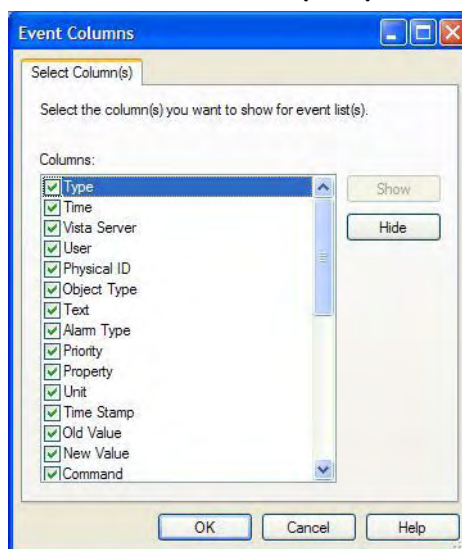 Event Columns
Select Column(s)
Select the column(s) you want to show for event list(s).
Columns:
Type
Show
Time
Vista Server
Hide
User
Physical ID
Object Type
Text
Alarm Type
Priority
Property
Unit
Time Stamp
Old Value
New Value
Command
OK
Cancel
Help